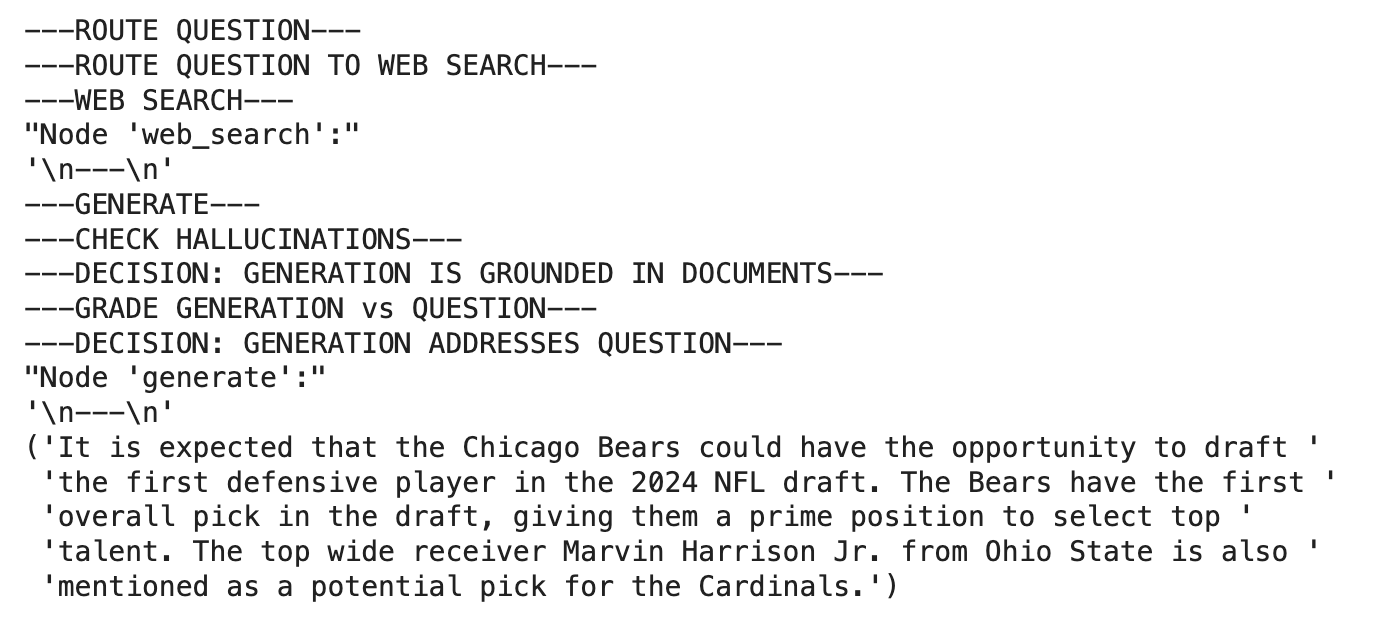 ---ROUTE QUESTION---
---ROUTE QUESTION TO WEB SEARCH---
---WEB SEARCH---
"Node 'web_search':"
'\n---\n'
---GENERATE---
---CHECK HALLUCINATIONS---
---DECISION: GENERATION IS GROUNDED IN DOCUMENTS---
---GRADE GENERATION vs QUESTION---
---DECISION: GENERATION ADDRESSES QUESTION---
"Node 'generate':"
'\n---\n'
('It is expected that the Chicago Bears could have the opportunity to draft '
 'the first defensive player in the 2024 NFL draft. The Bears have the first '
 'overall pick in the draft, giving them a prime position to select top '
 'talent. The top wide receiver Marvin Harrison Jr. from Ohio State is also '
 'mentioned as a potential pick for the Cardinals.')